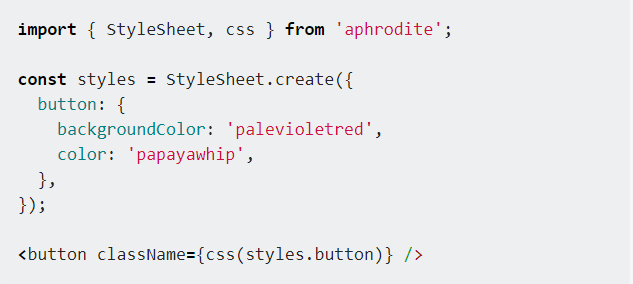 import { StyleSheet, css } from 'aphrodite';

const styles = StyleSheet.create({
  button: {
    backgroundColor: 'palevioletred',
    color: 'papayawhip',
  },
});

<button className={css(styles.button)} />